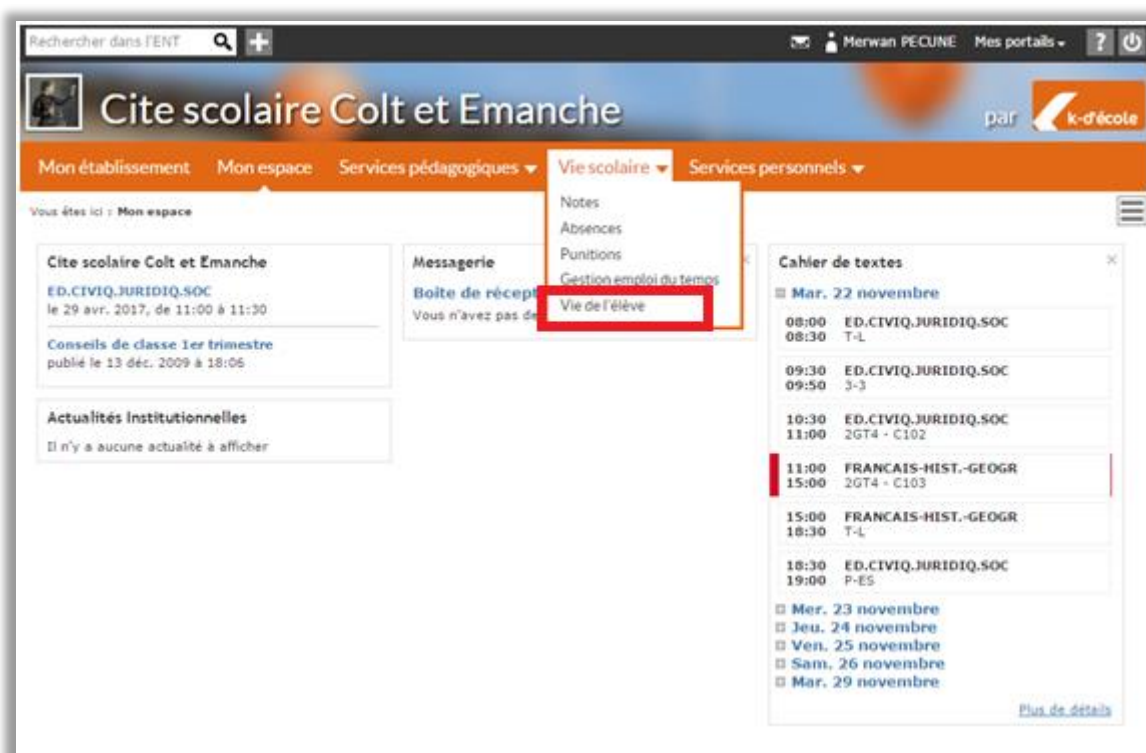 Rechercher dans l'ENT
Merwan PECUNE Mes portails ?
Cite scolaire Colt et Emanche
par k-d'école
Mon établissement Mon espace Services pédagogiques Vie scolaire Services personnels
Vous êtes ici : Mon espace
Notes
Absences
Punitions
Gestion emploi du temps
Vie de l'élève
Cite scolaire Colt et Emanche
ED.CIVIQ.JURIDIQ.SOC
le 29 avr. 2017, de 11:00 à 11:30
Conseils de classe 1er trimestre
publié le 13 déc. 2009 à 18:06
Actualités Institutionnelles
Il n'y a aucune actualité à afficher
Messagerie
Boîte de récept
Vous n'avez pas de
Cahier de textes
Mar. 22 novembre
08:00 ED.CIVIQ.JURIDIQ.SOC
08:30 T-L
09:30 ED.CIVIQ.JURIDIQ.SOC
09:50 3-3
10:30 ED.CIVIQ.JURIDIQ.SOC
11:00 2GT4 - C102
11:00 FRANCAIS-HIST.-GEOGR
15:00 2GT4 - C103
15:00 FRANCAIS-HIST.-GEOGR
18:30 T-L
18:30 ED.CIVIQ.JURIDIQ.SOC
19:00 P-ES
Mer. 23 novembre
Jeu. 24 novembre
Ven. 25 novembre
Sam. 26 novembre
Mar. 29 novembre
Plus de détails